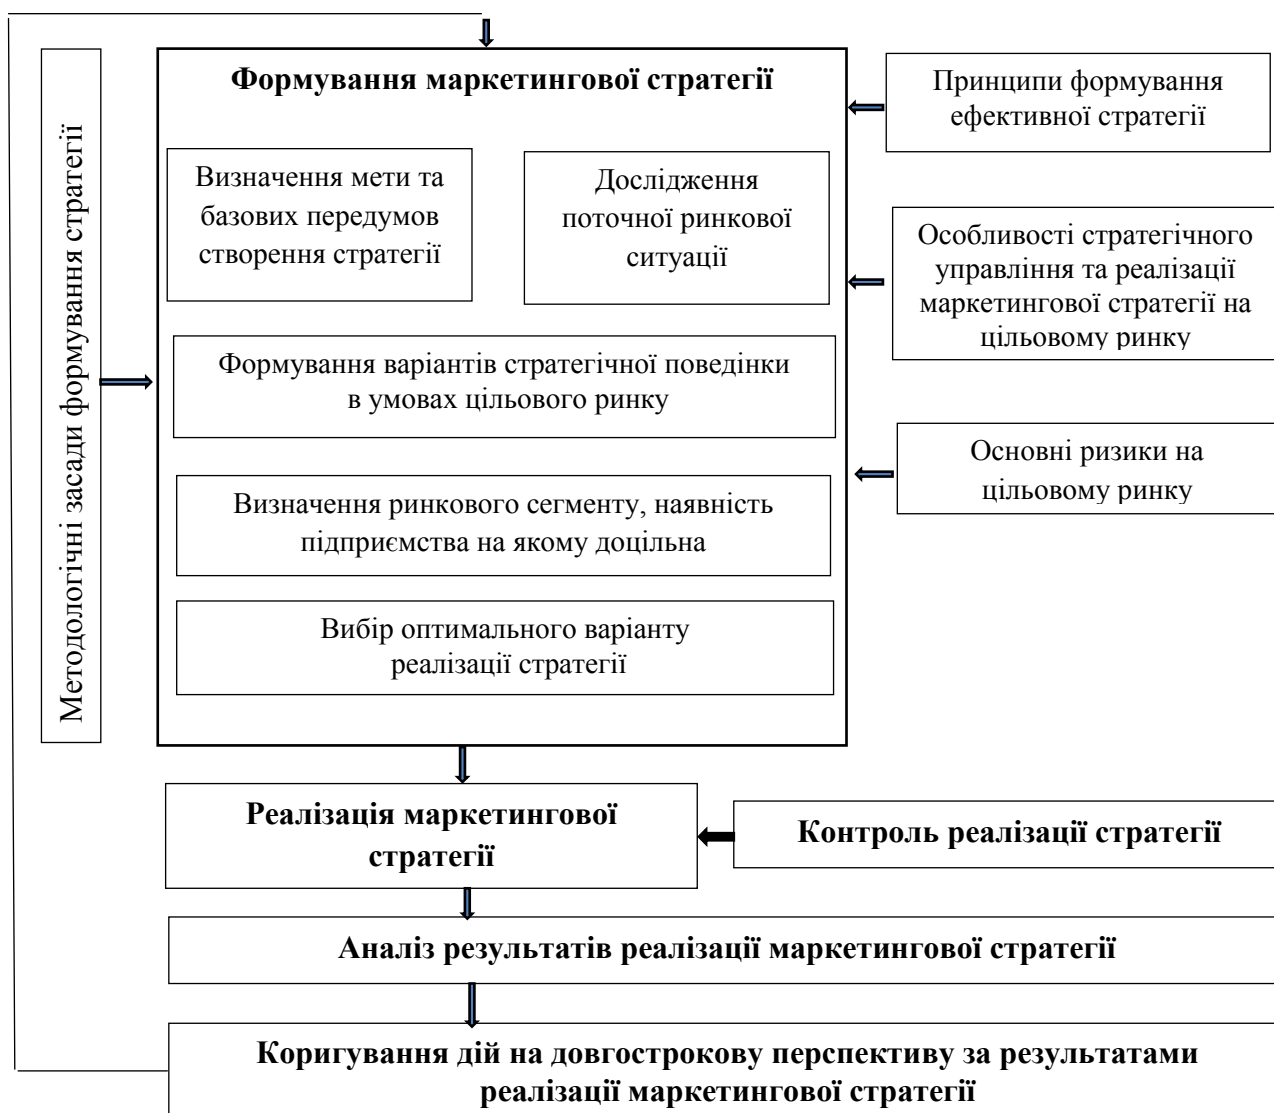 Методологічні засади формування стратегії
Формування маркетингової стратегії
Визначення мети та
базових передумов
створення стратегії
Дослідження
поточної ринкової
ситуації
Формування варіантів стратегічної поведінки
в умовах цільового ринку
Визначення ринкового сегменту, наявність
підприємства на якому доцільна
Вибір оптимального варіанту
реалізації стратегії
Принципи формування
ефективної стратегії
Особливості стратегічного
управління та реалізації
маркетингової стратегії на
цільовому ринку
Основні ризики на
цільовому ринку
Реалізація маркетингової
стратегії
Контроль реалізації стратегії
Аналіз результатів реалізації маркетингової стратегії
Коригування дій на довгострокову перспективу за результатами
реалізації маркетингової стратегії